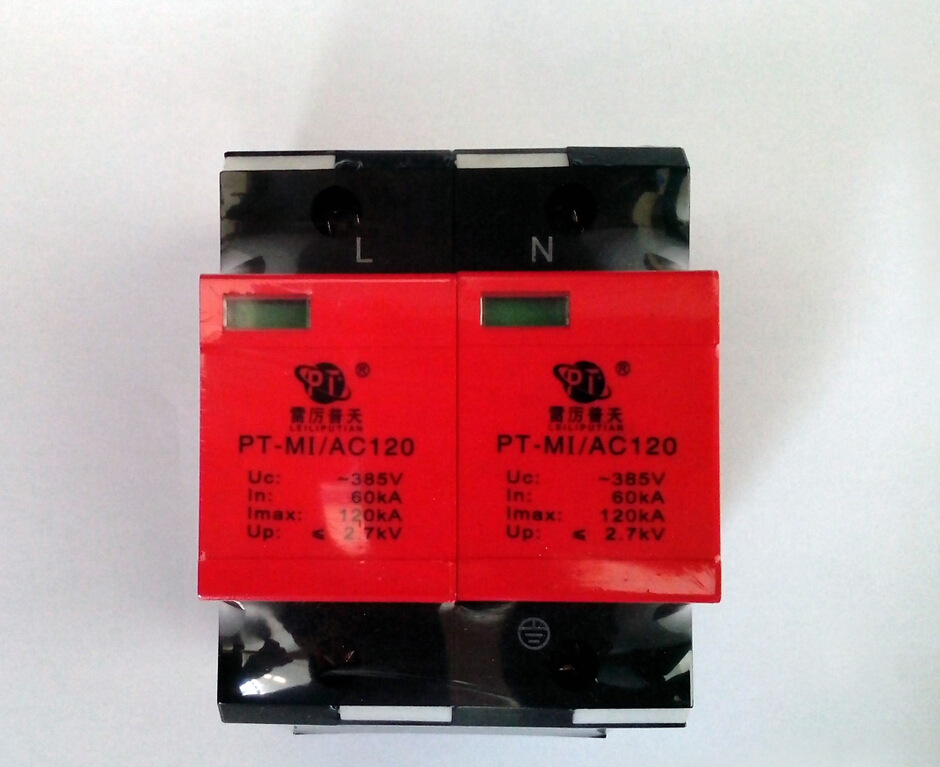 L
N
PT®
雷厉普天
LEILIPUTIAN
PT-MI/AC120
Uc: ~385V
In: 60kA
Imax: 120kA
Up: ≤ 2.7kV
PT®
雷厉普天
LEILIPUTIAN
PT-MI/AC120
Uc: ~385V
In: 60kA
Imax: 120kA
Up: ≤ 2.7kV